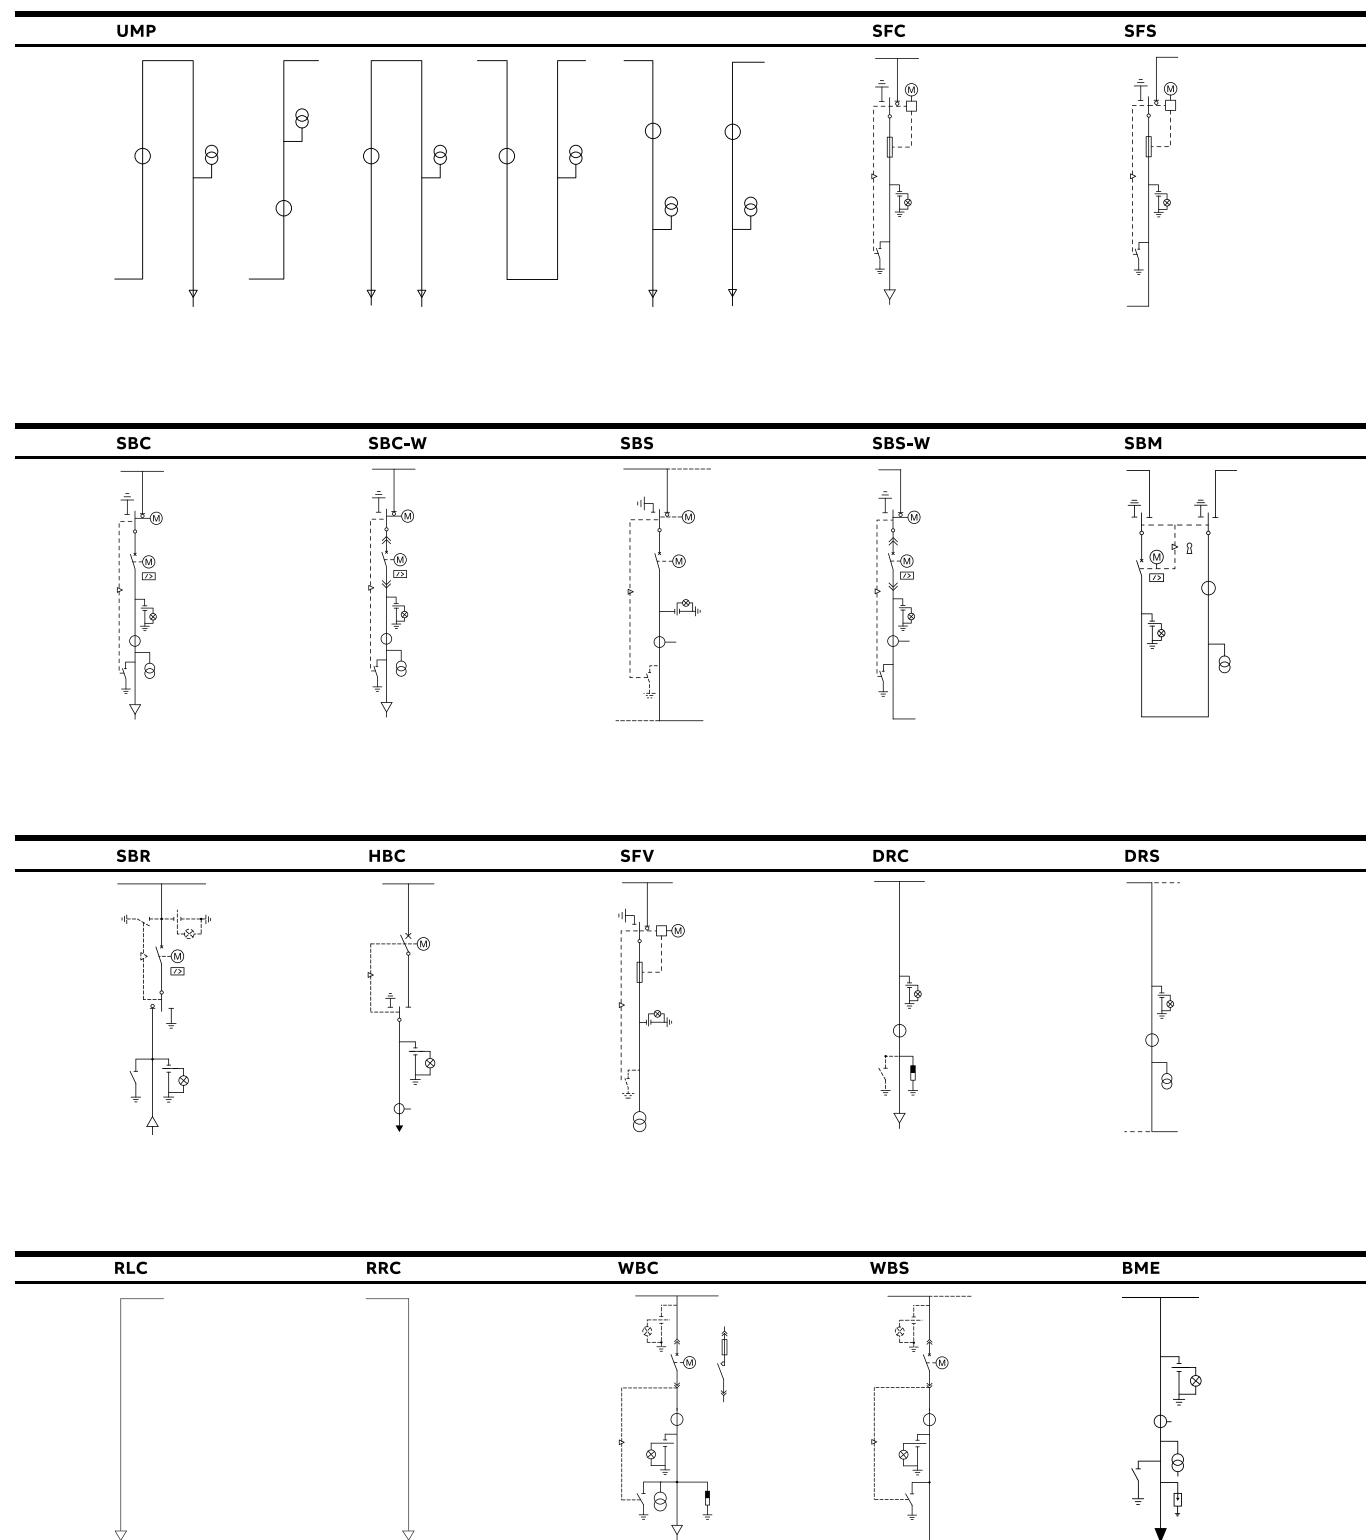 UMP SFC SFS
M M
SBC SBC-W SBS SBS-W SBM
M M M M
M M M M M
SBR HBC SFV DRC DRS
M M M
RLC RRC WBC WBS BME
M M